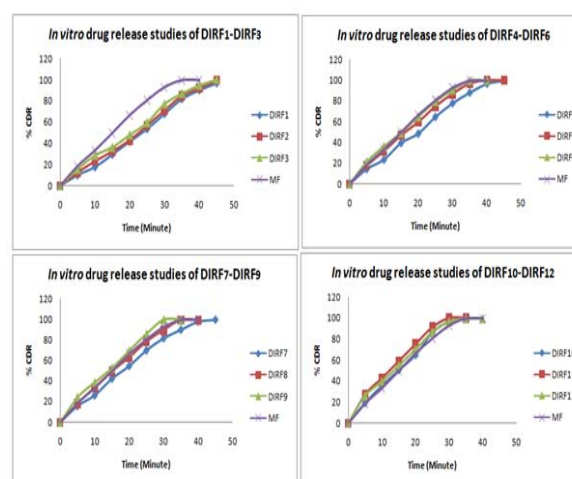 In vitro drug release studies of DIRF1-DIRF3
120
100
80
60
40
20
0
% CDR
0 10 20 30 40 50
Time (Minute)
DIRF1
DIRF2
DIRF3
MF
In vitro drug release studies of DIRF4-DIRF6
120
100
80
60
40
20
0
% CDR
0 10 20 30 40 50
Time (Minute)
DIRF
DIRF
DIRF
MF
In vitro drug release studies of DIRF7-DIRF9
120
100
80
60
40
20
0
% CDR
0 10 20 30 40 50
Time (Minute)
DIRF7
DIRF8
DIRF9
MF
In vitro drug release studies of DIRF10-DIRF12
120
100
80
60
40
20
0
% CDR
0 10 20 30 40 50
Time (Minute)
DIRF1
DIRF1
MF